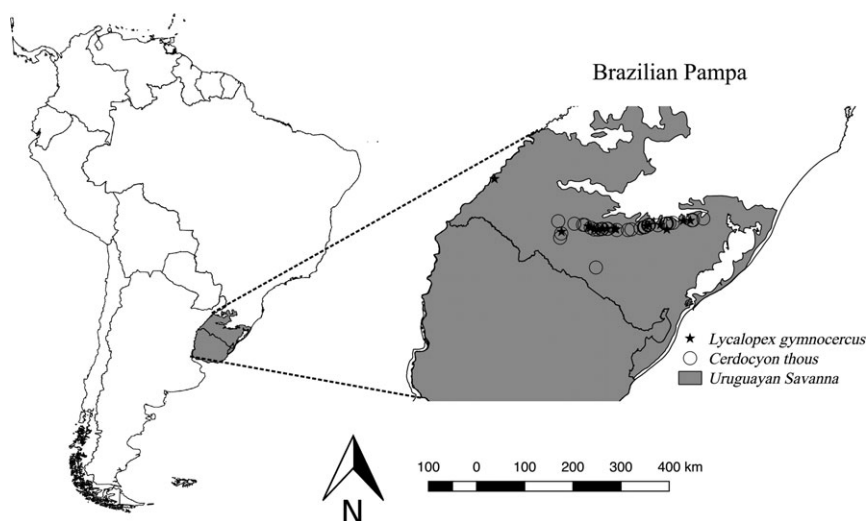 Brazilian Pampa
Lycalopex gymnocercus
Cerdocyon thous
Uruguayan Savanna
100 0 100 200 300 400 km
N